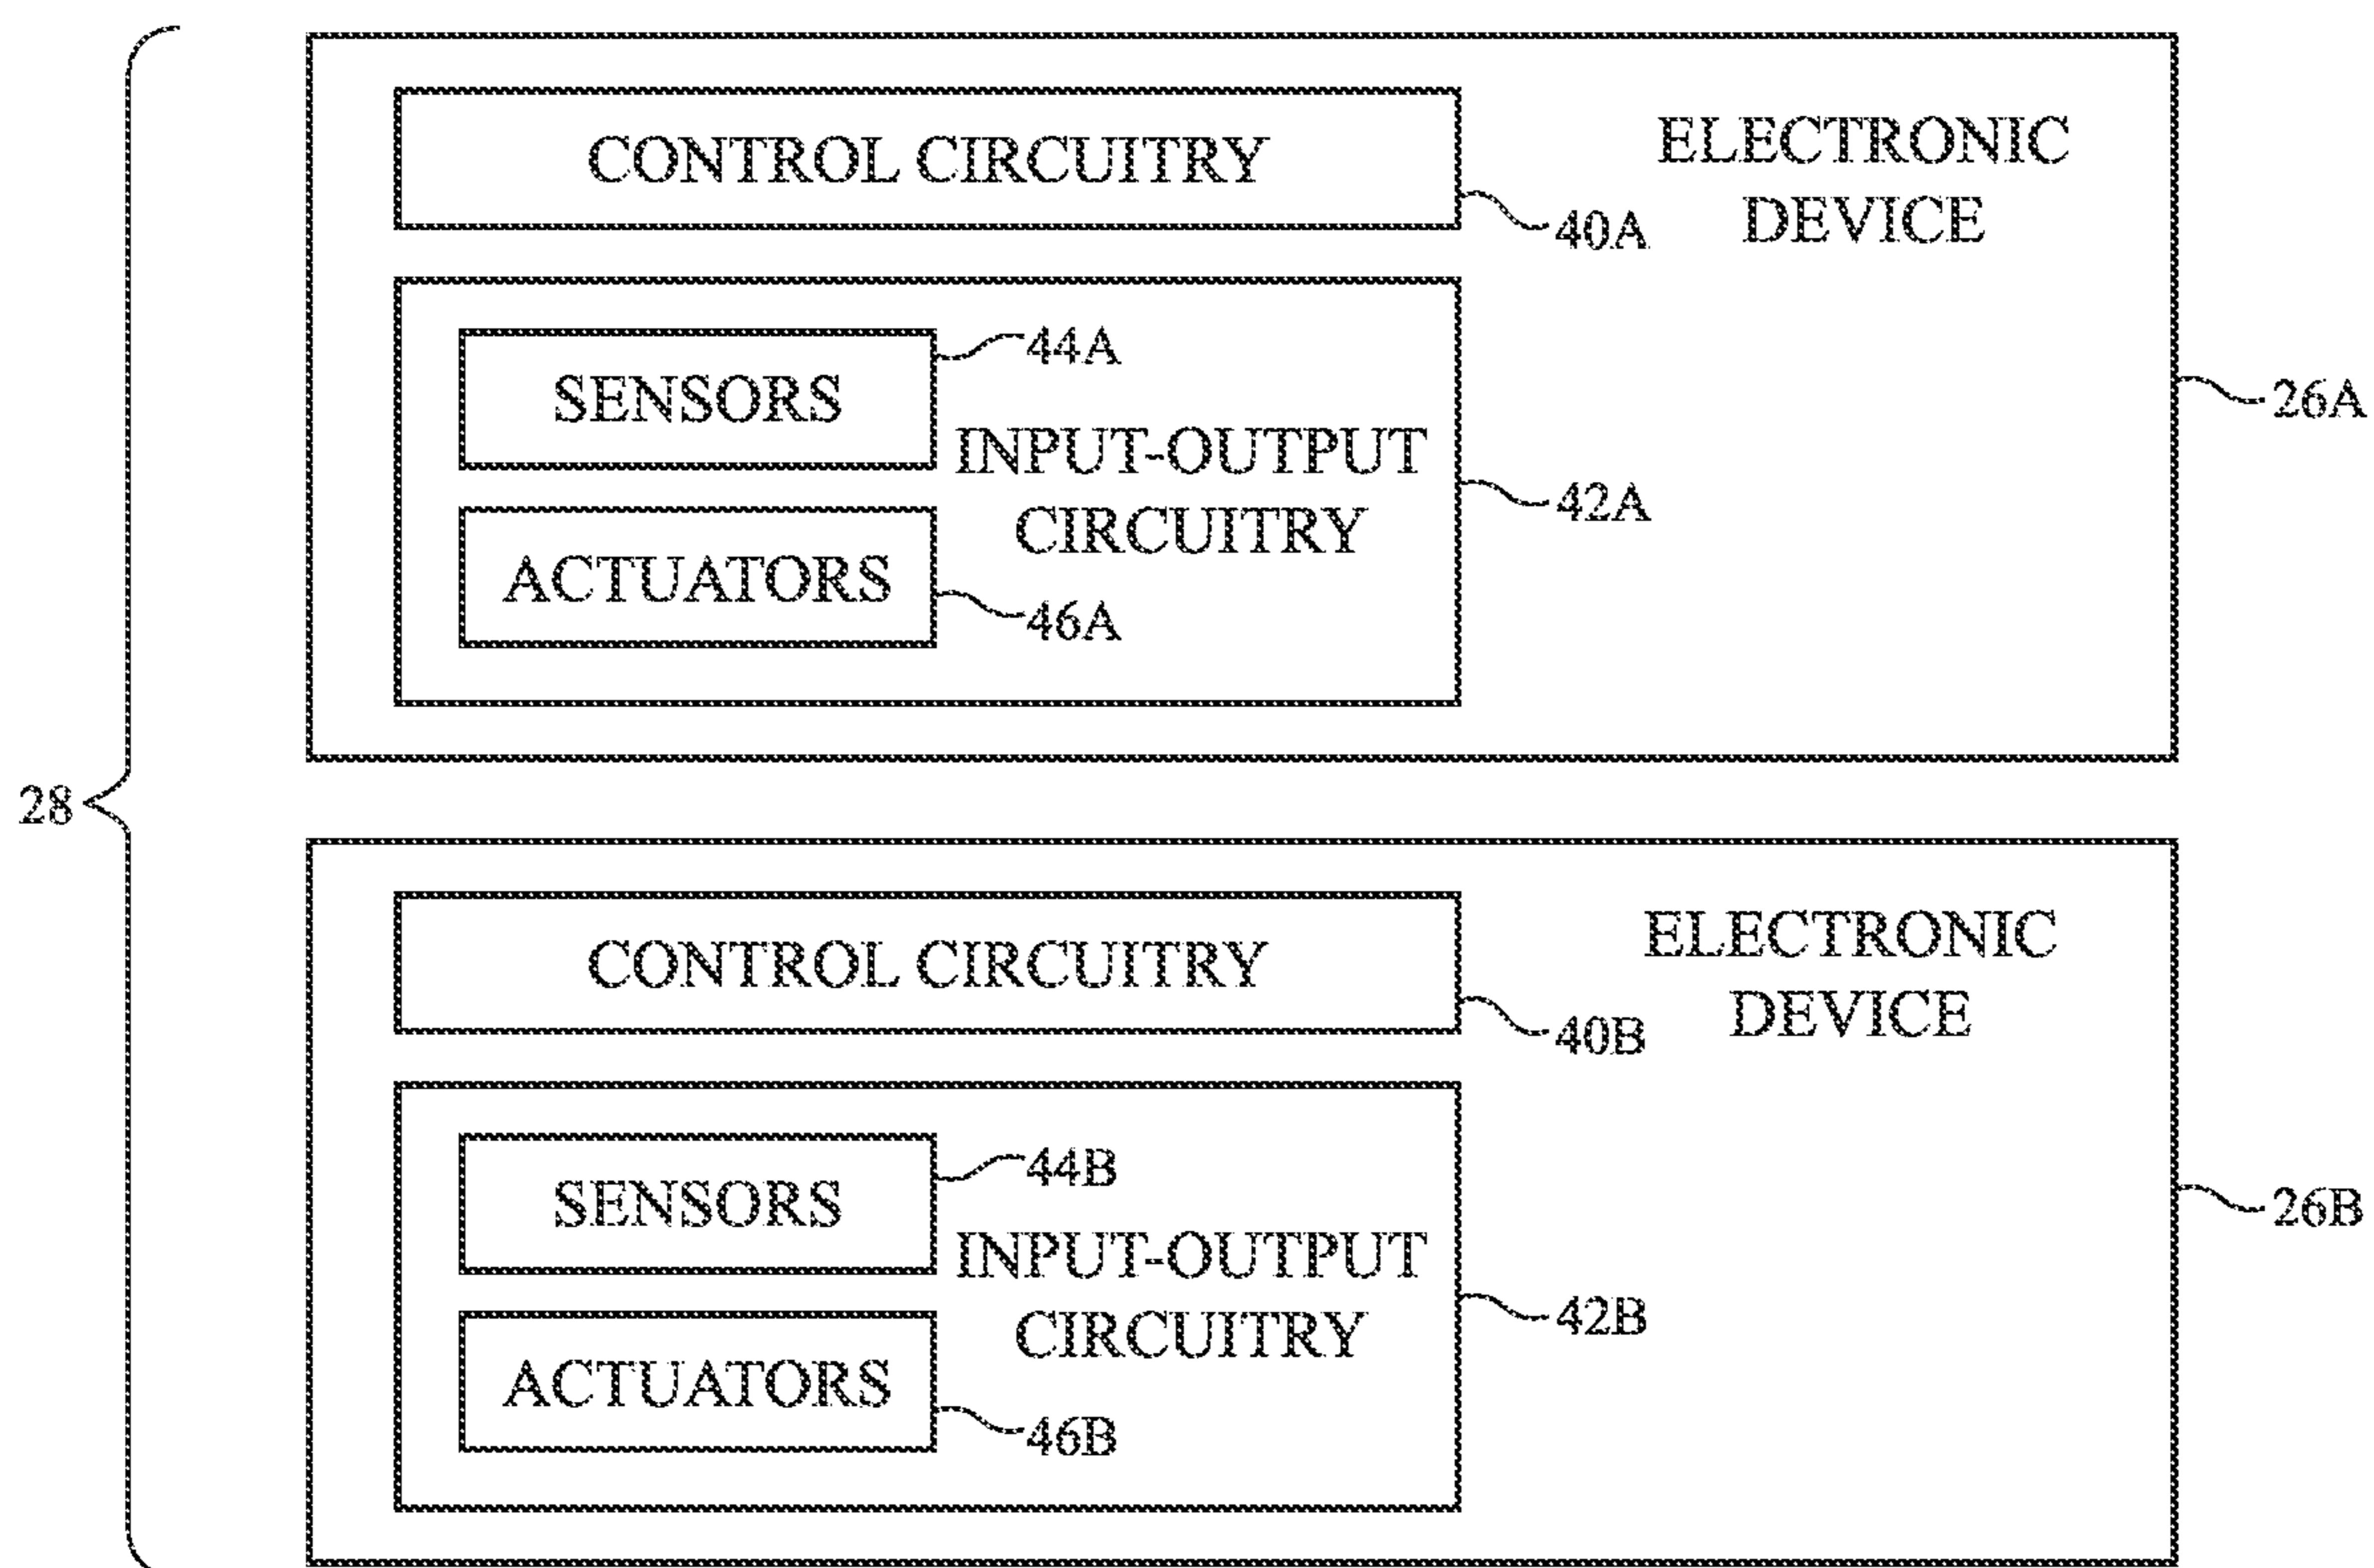 CONTROL CIRCUITRY
ELECTRONIC
DEVICE
40A
SENSORS
44A
INPUT-OUTPUT
CIRCUITRY
ACTUATORS
46A
42A
26A
28
CONTROL CIRCUITRY
ELECTRONIC
DEVICE
40B
SENSORS
44B
INPUT-OUTPUT
CIRCUITRY
ACTUATORS
46B
42B
26B